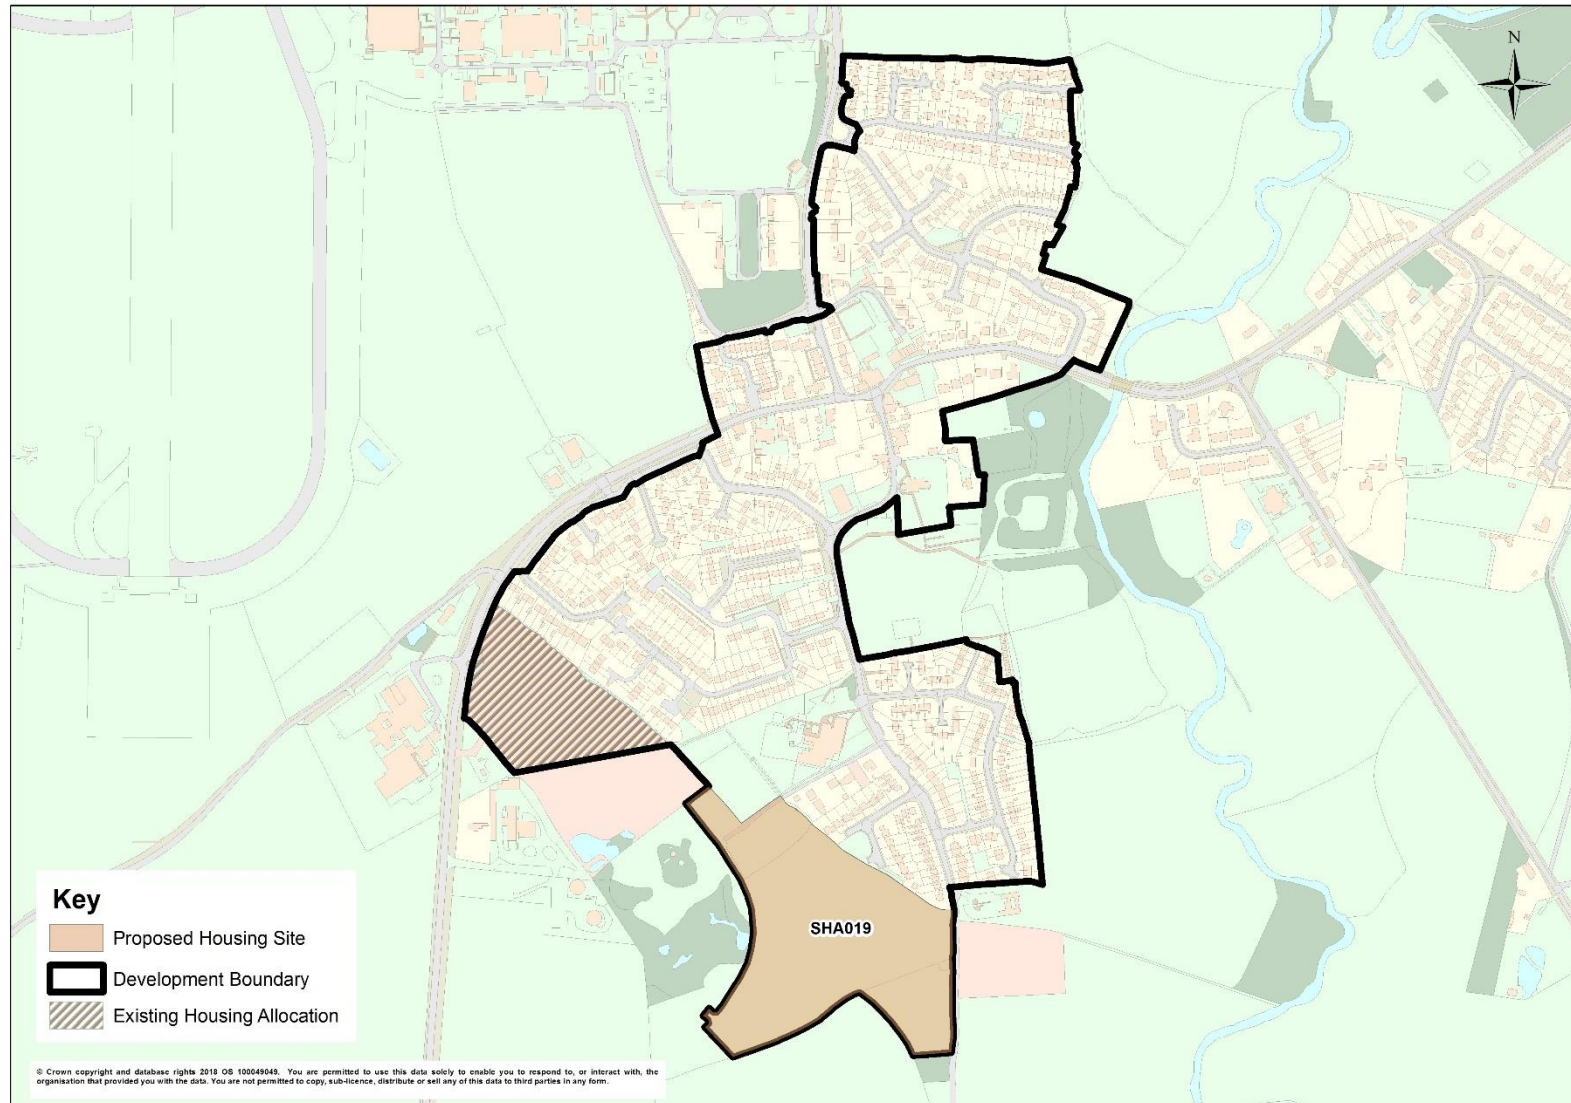 N
SHA019
Key
Proposed Housing Site
Development Boundary
Existing Housing Allocation
© Crown copyright and database rights 2018 OS 100049049. You are permitted to use this data solely to enable you to respond to, or interact with, the
organisation that provided you with the data. You are not permitted to copy, sub-licence, distribute or sell any of this data to third parties in any form.